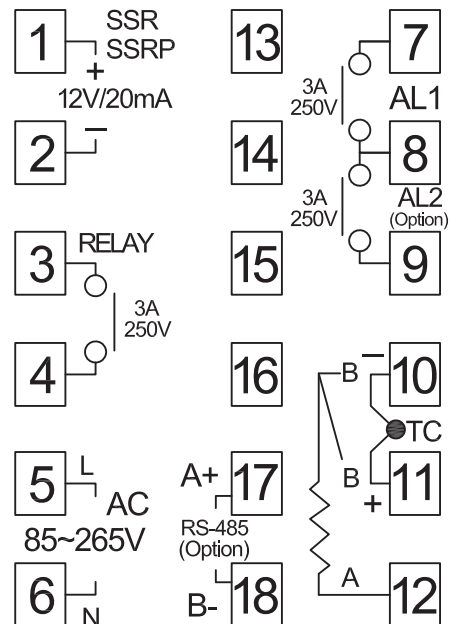 1
SSR
SSRP
+
12V/20mA
2
−
3
RELAY
3A
250V
4
5
L
AC
85~265V
6
N
13
14
15
16
A+
17
RS-485
(Option)
B-
18
7
3A
250V
AL1
8
3A
250V
AL2
(Option)
9
B
−
10
TC
B
+
11
A
12